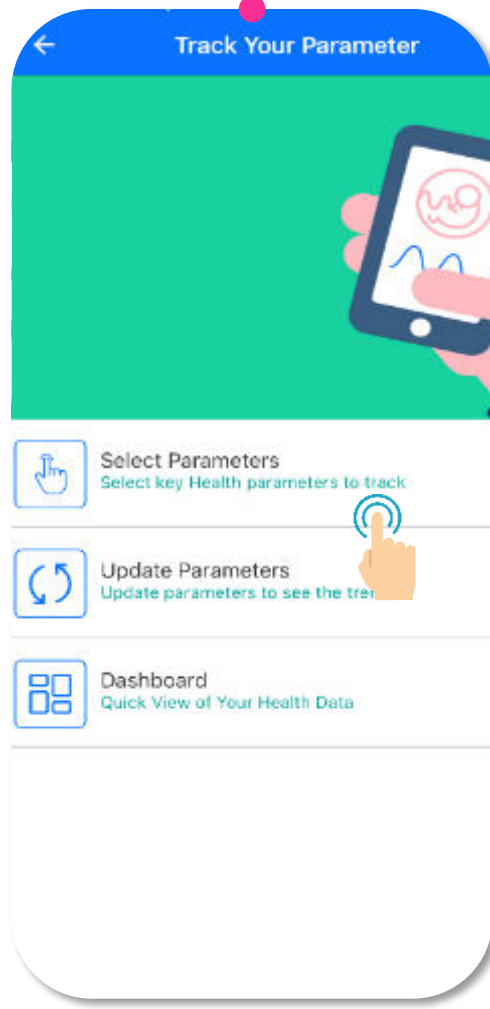 Track Your Parameter
Select Parameters
Select key Health parameters to track
Update Parameters
Update parameters to see the
Dashboard
Quick View of Your Health Data